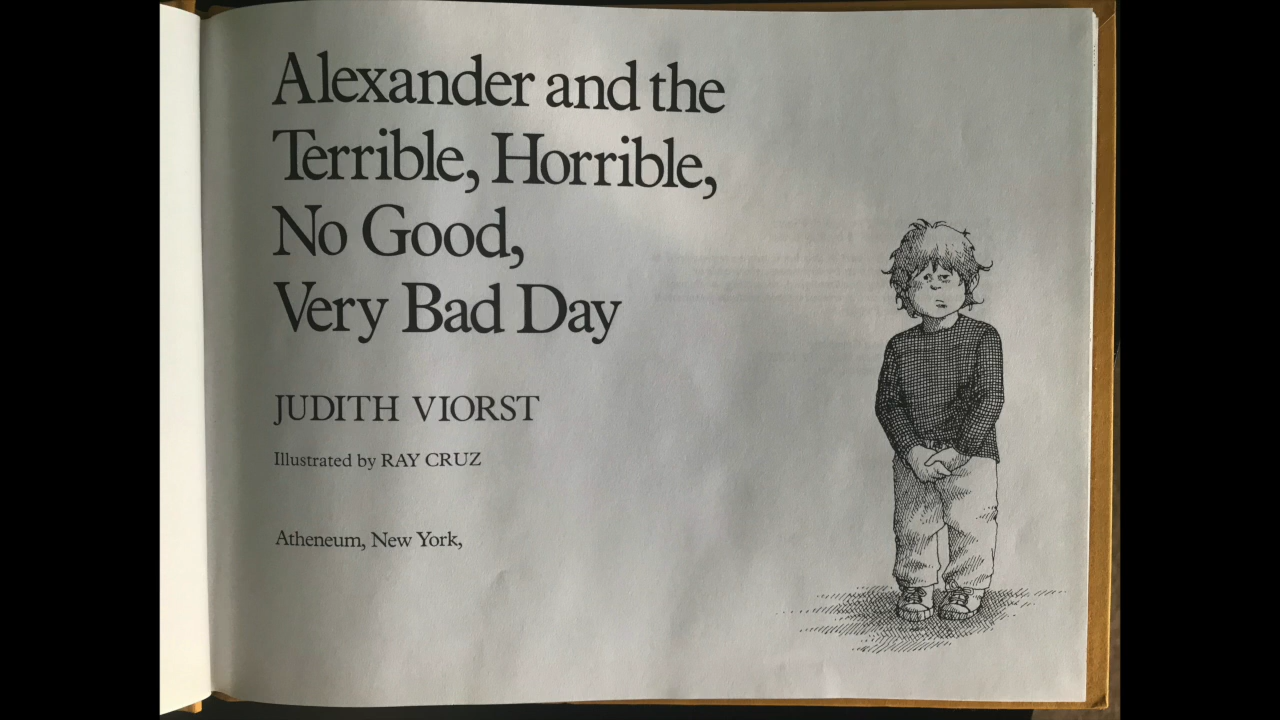 Alexander and the
Terrible, Horrible,
No Good,
Very Bad Day
JUDITH VIORST
Illustrated by RAY CRUZ
Atheneum, New York,